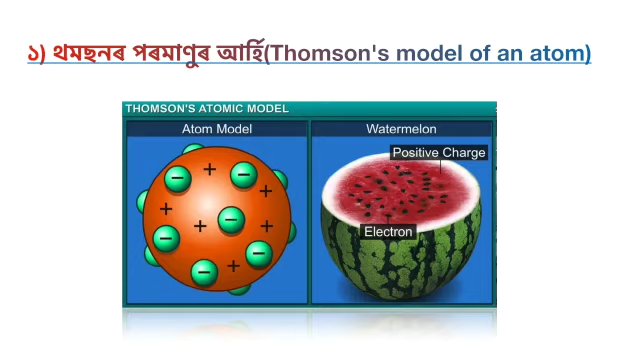 ১) থমছনৰ পৰমাণুৰ আৰ্হি(Thomson's model of an atom)
THOMSON'S ATOMIC MODEL
Atom Model
Watermelon
Positive Charge
Electron